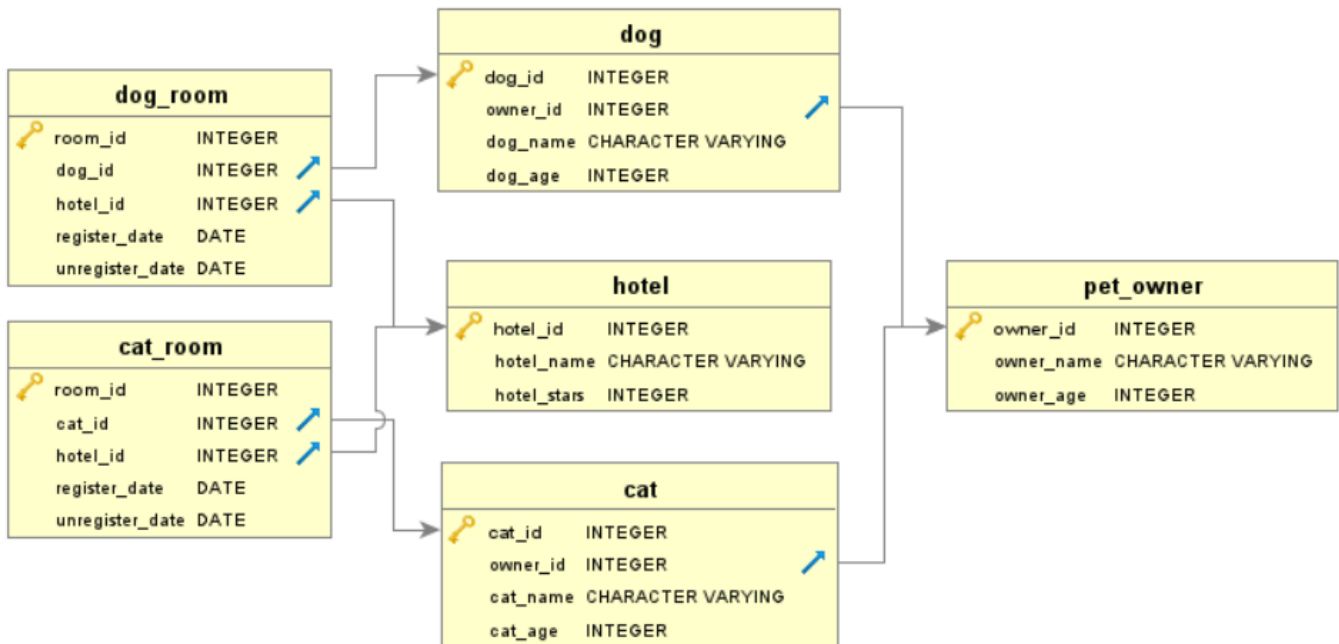 dog_room
room_id INTEGER
dog_id INTEGER
hotel_id INTEGER
register_date DATE
unregister_date DATE
cat_room
room_id INTEGER
cat_id INTEGER
hotel_id INTEGER
register_date DATE
unregister_date DATE
dog
dog_id INTEGER
owner_id INTEGER
dog_name CHARACTER VARYING
dog_age INTEGER
hotel
hotel_id INTEGER
hotel_name CHARACTER VARYING
hotel_stars INTEGER
cat
cat_id INTEGER
owner_id INTEGER
cat_name CHARACTER VARYING
cat_age INTEGER
pet_owner
owner_id INTEGER
owner_name CHARACTER VARYING
owner_age INTEGER